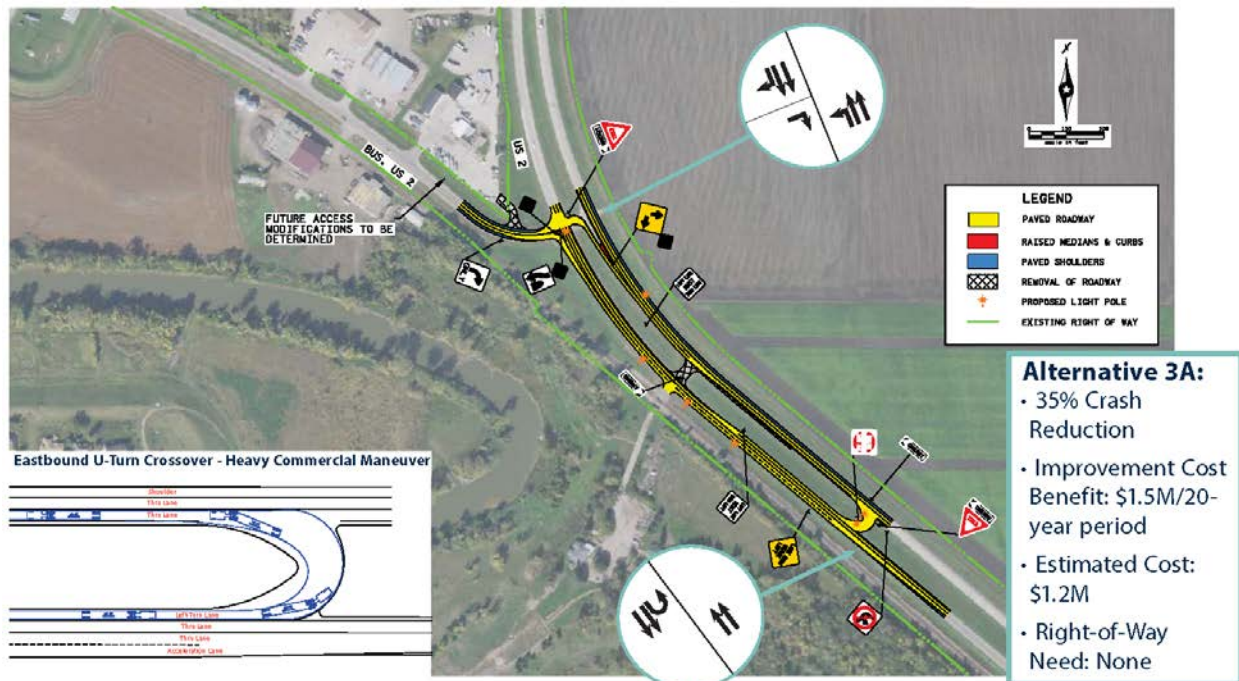 BUS. US 2
US 2
FUTURE ACCESS
MODIFICATIONS TO BE
DETERMINED
LEGEND
PAVED ROADWAY
RAISED MEDIANS & CURBS
PAVED SHOULDERS
REMOVAL OF ROADWAY
PROPOSED LIGHT POLE
EXISTING RIGHT OF WAY
Alternative 3A:
• 35% Crash
Reduction
• Improvement Cost
Benefit: $1.5M/20-
year period
• Estimated Cost:
$1.2M
• Right-of-Way
Need: None
Eastbound U-Turn Crossover - Heavy Commercial Maneuver
Shoulder
Thru Lane
Thru Lane
Left Turn Lane
Thru Lane
Thru Lane
Acceleration Lane